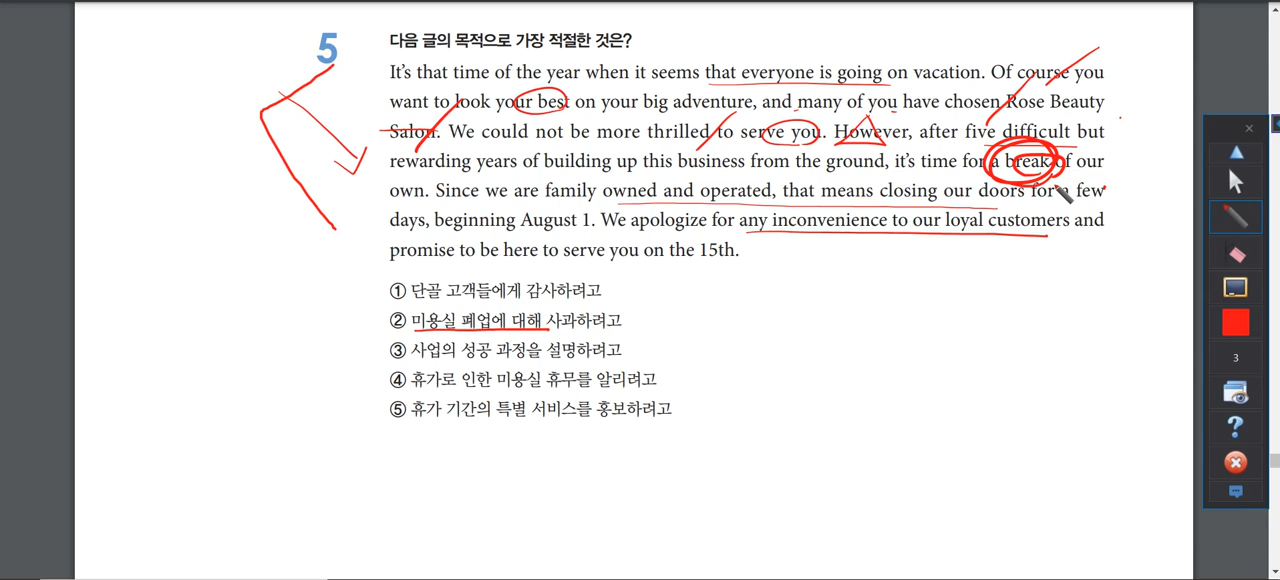 5
다음 글의 목적으로 가장 적절한 것은?
It's that time of the year when it seems that everyone is going on vacation. Of course you
want to look your best on your big adventure, and many of you have chosen Rose Beauty
Salon. We could not be more thrilled to serve you. However, after five difficult but
rewarding years of building up this business from the ground, it's time for a break of our
own. Since we are family owned and operated, that means closing our doors for a few
days, beginning August 1. We apologize for any inconvenience to our loyal customers and
promise to be here to serve you on the 15th.
① 단골 고객들에게 감사하려고
② 미용실 폐업에 대해 사과하려고
③ 사업의 성공 과정을 설명하려고
④ 휴가로 인한 미용실 휴무를 알리려고
⑤ 휴가 기간의 특별 서비스를 홍보하려고
3